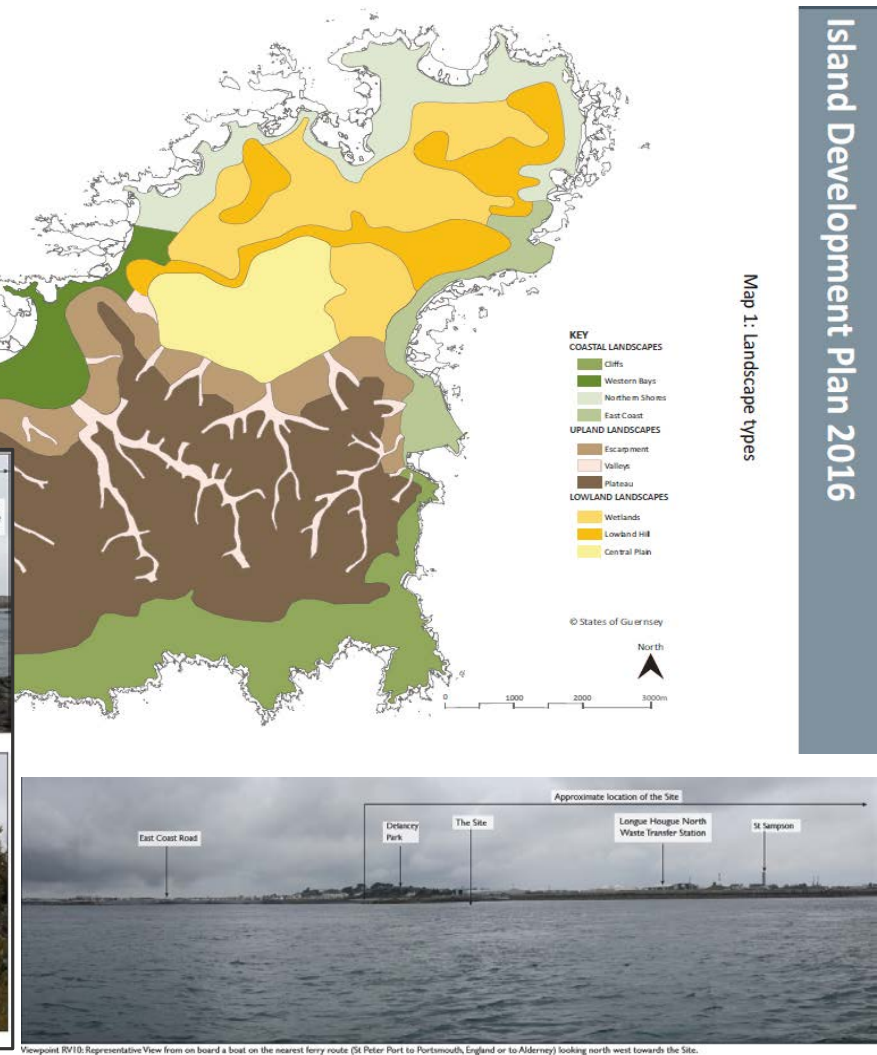 Island Development Plan 2016
Map 1: Landscape types
KEY
COASTAL LANDSCAPES
Cliffs
Western Bays
Northern Shores
East Coast
UPLAND LANDSCAPES
Escarpment
Valleys
Plateau
LOWLAND LANDSCAPES
Wetlands
Lowland Hill
Central Plain
© States of Guernsey
North
0 1000 2000 3000m
Approximate location of the Site
East Coast Road
Delancey
Park
The Site
Longue Hougue North
Waste Transfer Station
St Sampson
Viewpoint RV10: Representative View from on board a boat on the nearest ferry route (St Peter Port to Portsmouth, England or to Alderney) looking north west towards the Site.